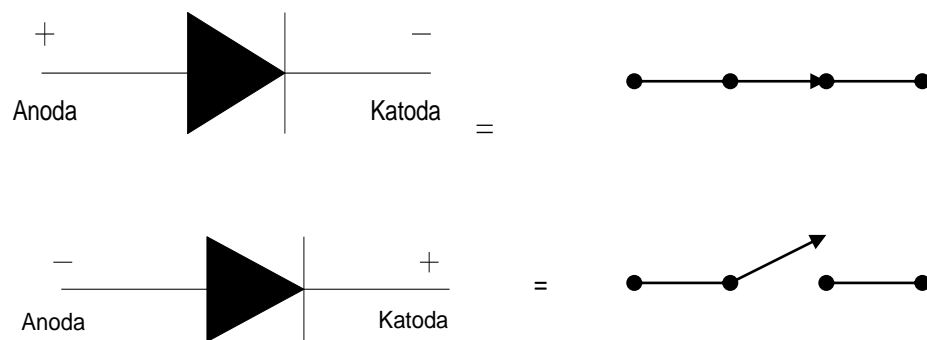 + −
Anoda Katoda
=
− +
=
Anoda Katoda